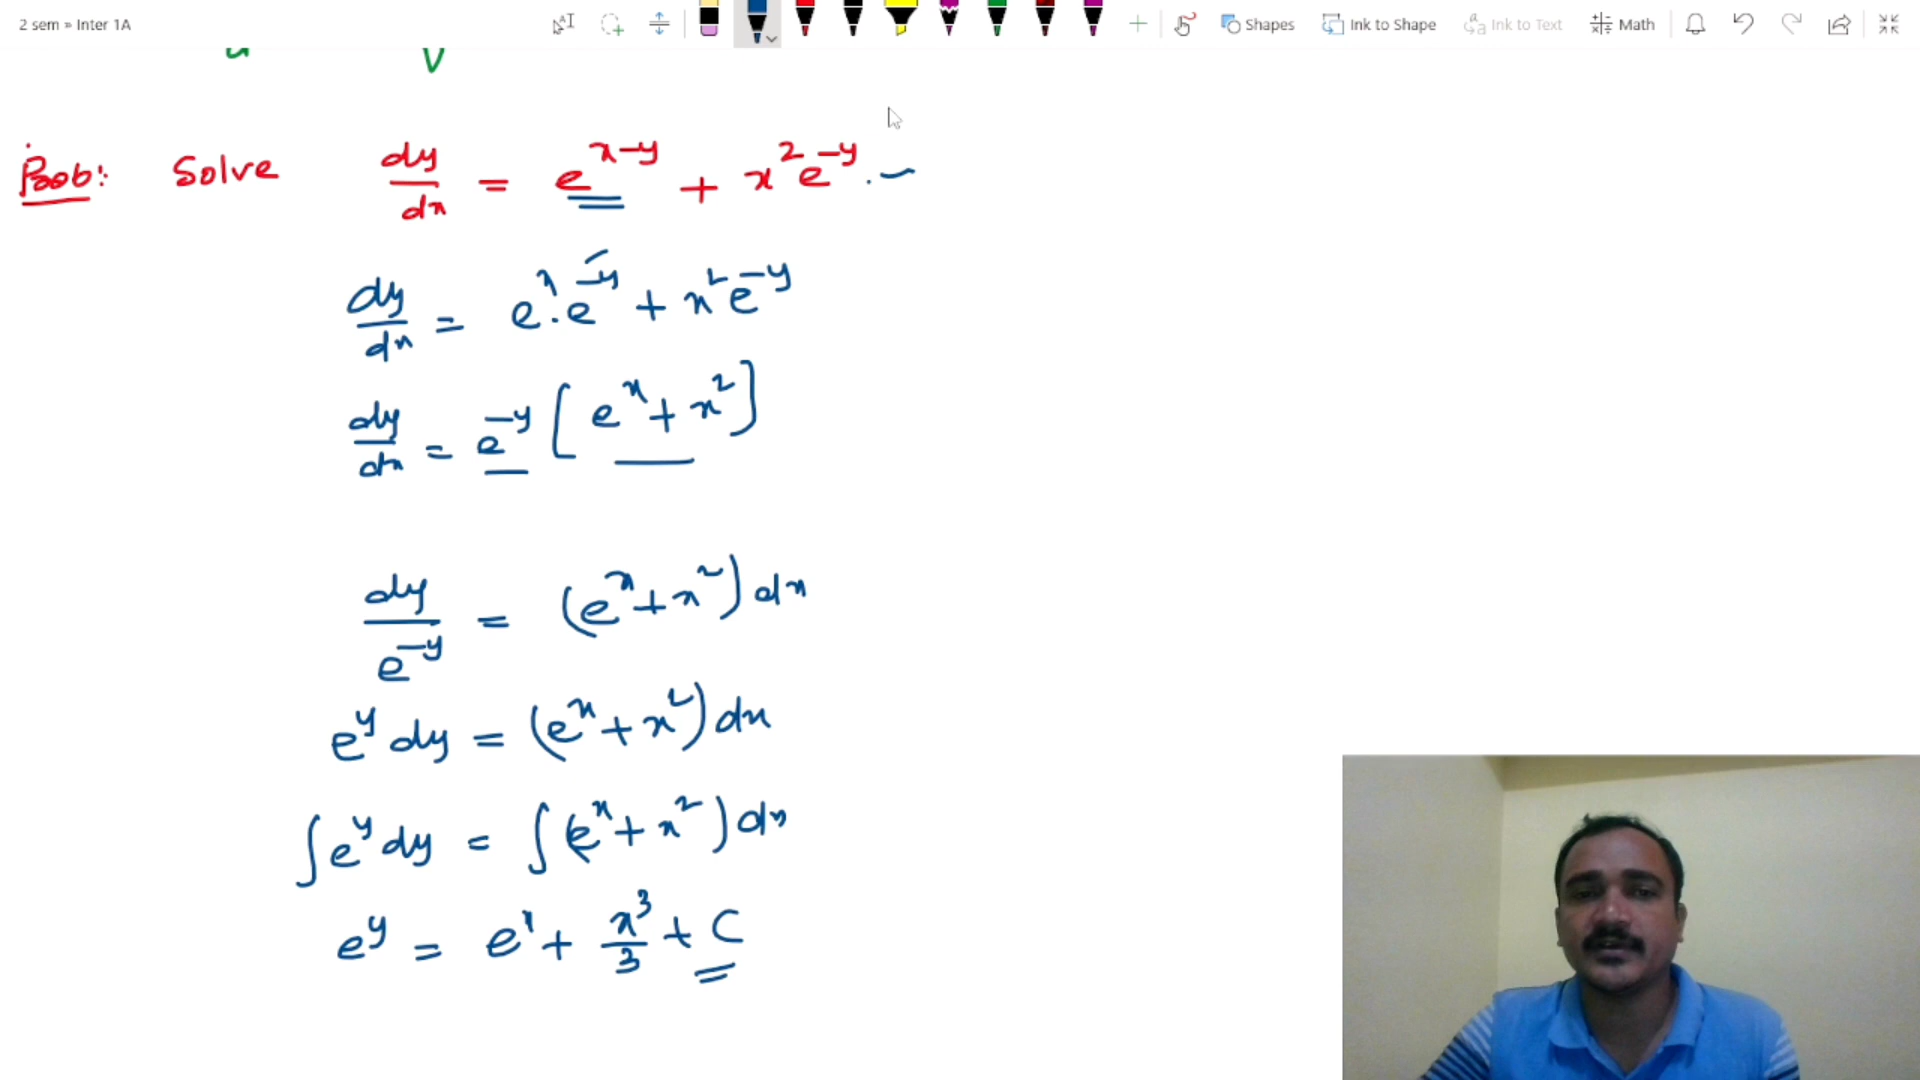 2 sem » Inter 1A
Shapes Ink to Shape Ink to Text Math
u v
Prob: Solve dy/dx = e^(x-y) + x^2 e^(-y).
dy/dx = e^x . e^(-y) + x^2 e^(-y)
dy/dx = e^(-y) [e^x + x^2]
dy/e^(-y) = (e^x + x^2) dx
e^y dy = (e^x + x^2) dx
∫ e^y dy = ∫ (e^x + x^2) dx
e^y = e^x + x^3/3 + c